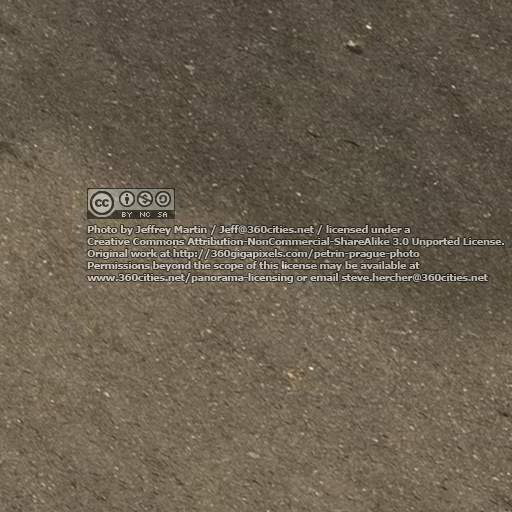 cc BY NC SA
Photo by Jeffrey Martin / Jeff@360cities.net / licensed under a
Creative Commons Attribution-NonCommercial-ShareAlike 3.0 Unported License.
Original work at http://360gigapixels.com/petrin-prague-photo
Permissions beyond the scope of this license may be available at
www.360cities.net/panorama-licensing or email steve.hercher@360cities.net